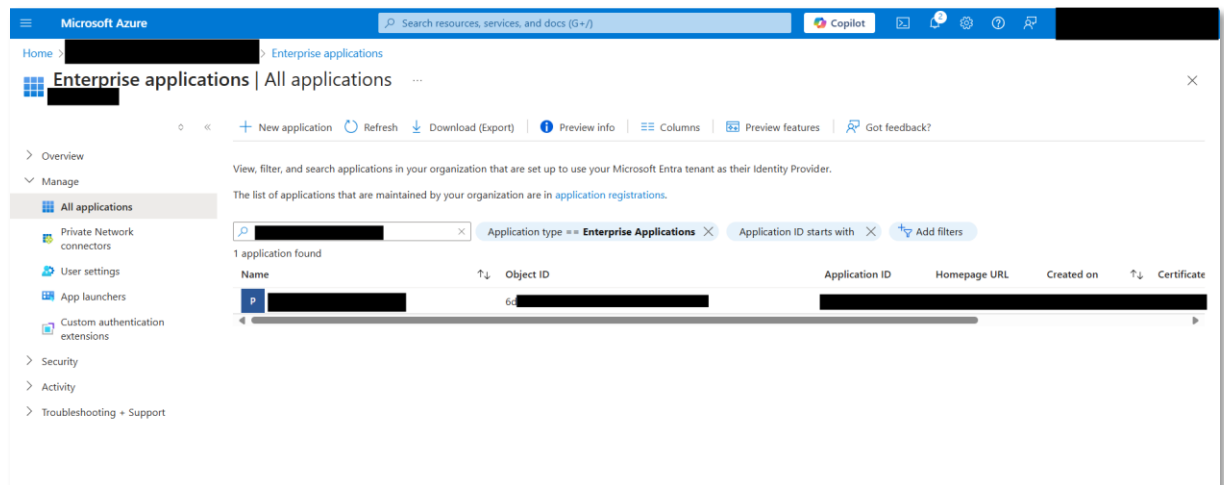 Microsoft Azure
Search resources, services, and docs (G+/)
Copilot
2
Home >
> Enterprise applications
Enterprise applications | All applications
...
New application
Refresh
Download (Export)
Preview info
Columns
Preview features
Got feedback?
Overview
Manage
All applications
Private Network
connectors
User settings
App launchers
Custom authentication
extensions
Security
Activity
Troubleshooting + Support
View, filter, and search applications in your organization that are set up to use your Microsoft Entra tenant as their Identity Provider.
The list of applications that are maintained by your organization are in application registrations.
Application type == Enterprise Applications
Application ID starts with
Add filters
1 application found
Name
Object ID
Application ID
Homepage URL
Created on
Certificate
P
6d